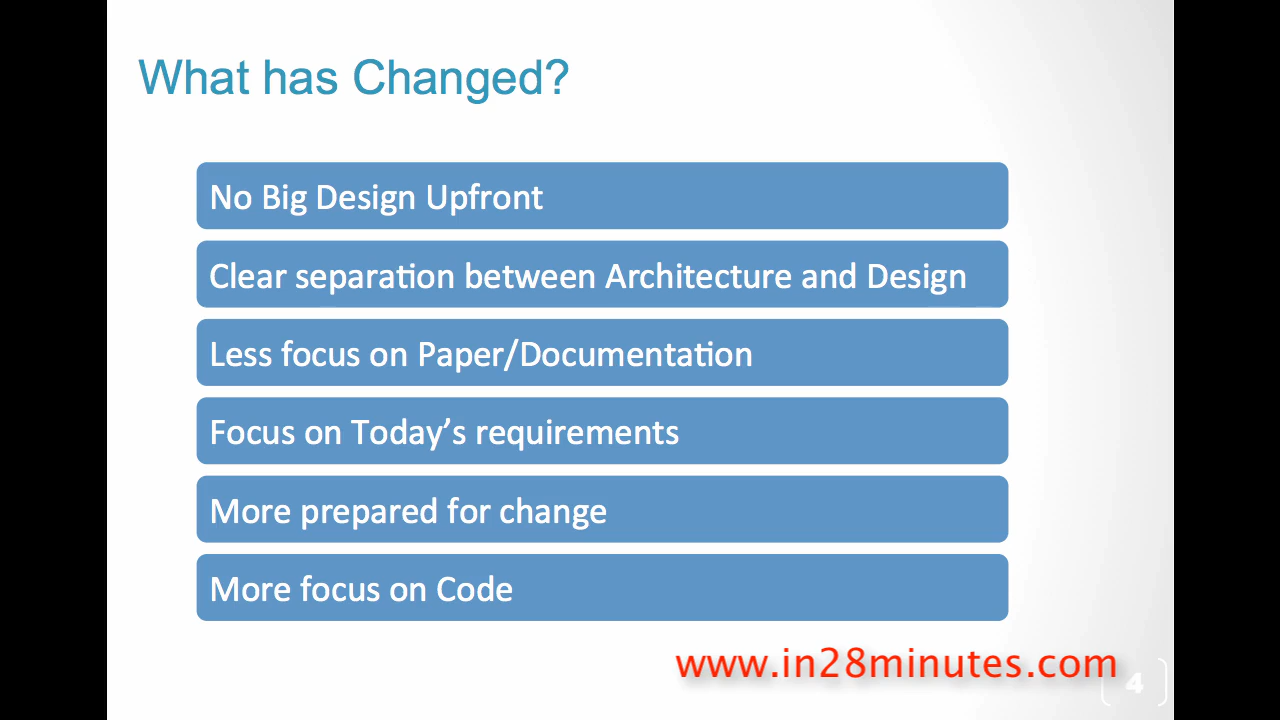 What has Changed?
No Big Design Upfront
Clear separation between Architecture and Design
Less focus on Paper/Documentation
Focus on Today’s requirements
More prepared for change
More focus on Code
www.in28minutes.com
4